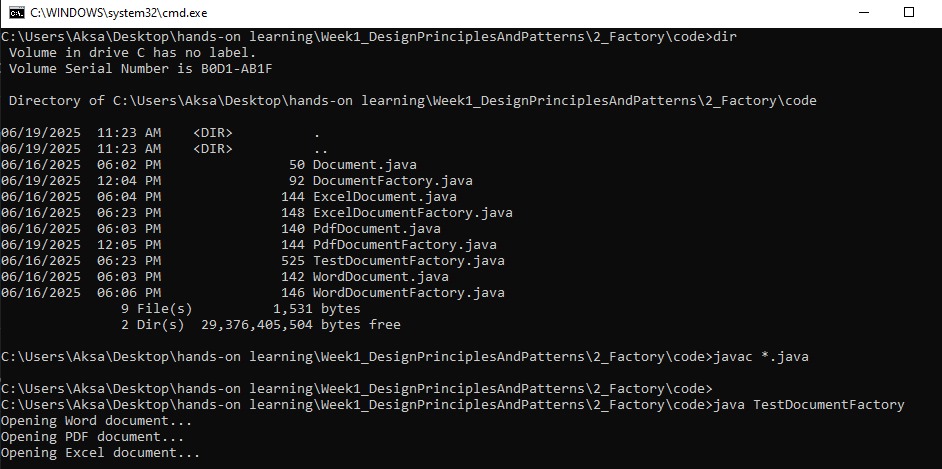 C:\WINDOWS\system32\cmd.exe
C:\Users\Aksa\Desktop\hands-on learning\Week1_DesignPrinciplesAndPatterns\2_Factory\code>dir
 Volume in drive C has no label.
 Volume Serial Number is B0D1-AB1F

 Directory of C:\Users\Aksa\Desktop\hands-on learning\Week1_DesignPrinciplesAndPatterns\2_Factory\code

06/19/2025  11:23 AM    <DIR>          .
06/19/2025  11:23 AM    <DIR>          ..
06/16/2025  06:02 PM                50 Document.java
06/19/2025  12:04 PM                92 DocumentFactory.java
06/16/2025  06:04 PM               144 ExcelDocument.java
06/16/2025  06:23 PM               148 ExcelDocumentFactory.java
06/16/2025  06:03 PM               140 PdfDocument.java
06/19/2025  12:05 PM               144 PdfDocumentFactory.java
06/16/2025  06:23 PM               525 TestDocumentFactory.java
06/16/2025  06:03 PM               142 WordDocument.java
06/16/2025  06:06 PM               146 WordDocumentFactory.java
               9 File(s)          1,531 bytes
               2 Dir(s)  29,376,405,504 bytes free

C:\Users\Aksa\Desktop\hands-on learning\Week1_DesignPrinciplesAndPatterns\2_Factory\code>javac *.java

C:\Users\Aksa\Desktop\hands-on learning\Week1_DesignPrinciplesAndPatterns\2_Factory\code>
C:\Users\Aksa\Desktop\hands-on learning\Week1_DesignPrinciplesAndPatterns\2_Factory\code>java TestDocumentFactory
Opening Word document...
Opening PDF document...
Opening Excel document...